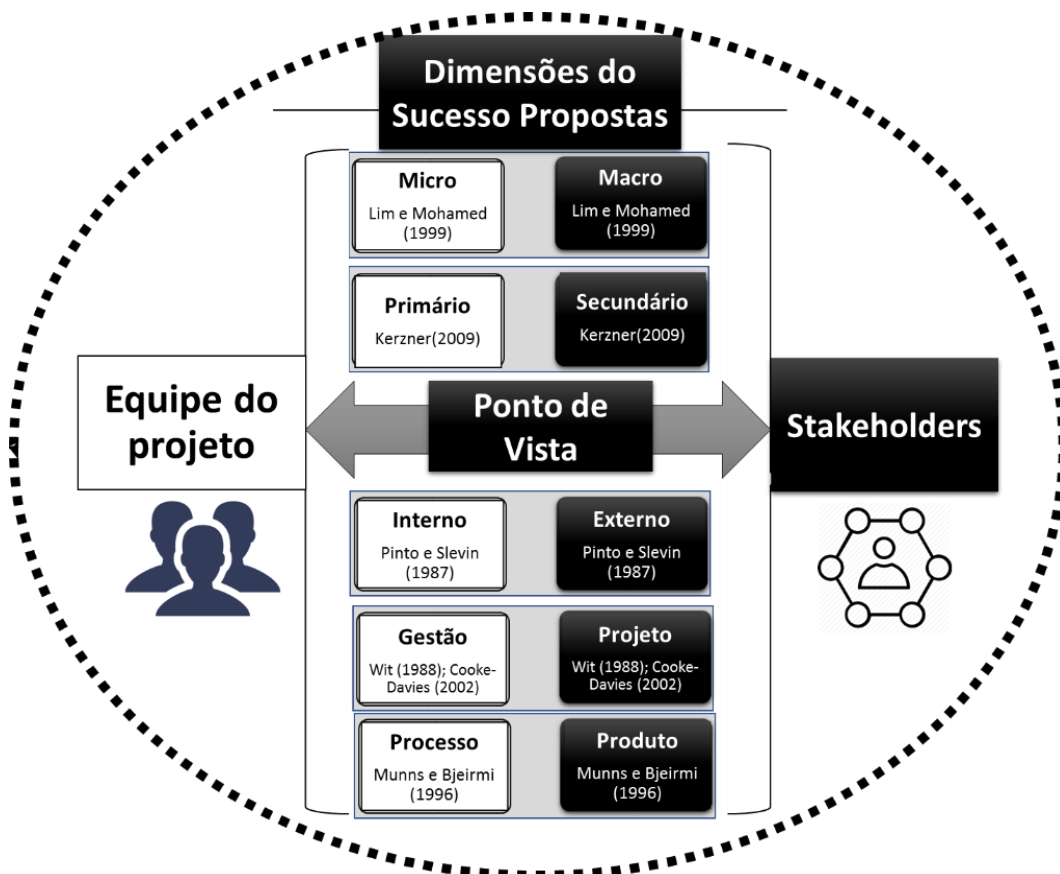 Dimensões do
Sucesso Propostas
Micro
Lim e Mohamed
(1999)
Macro
Lim e Mohamed
(1999)
Primário
Kerzner(2009)
Secundário
Kerzner(2009)
Equipe do
projeto
Ponto de
Vista
Stakeholders
Interno
Pinto e Slevin
(1987)
Externo
Pinto e Slevin
(1987)
Gestão
Wit (1988); Cooke-
Davies (2002)
Projeto
Wit (1988); Cooke-
Davies (2002)
Processo
Munns e Bjeirmi
(1996)
Produto
Munns e Bjeirmi
(1996)